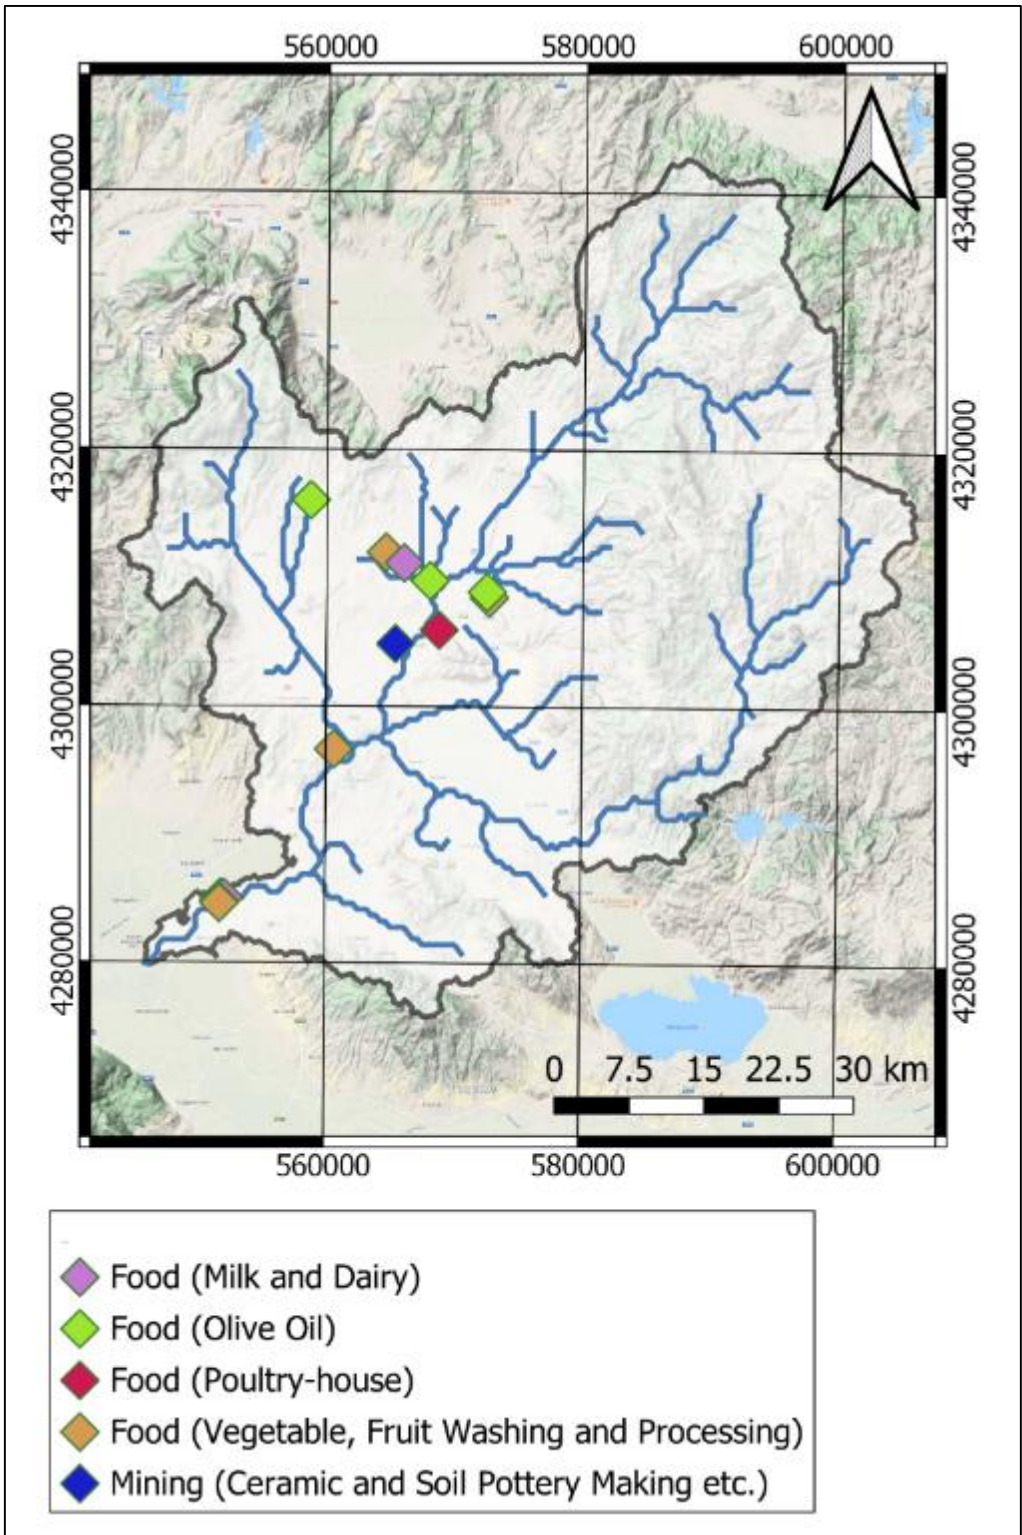 560000 580000 600000
4340000 4340000
4320000 4320000
4300000 4300000
4280000 4280000
0 7.5 15 22.5 30 km
560000 580000 600000
Food (Milk and Dairy)
Food (Olive Oil)
Food (Poultry-house)
Food (Vegetable, Fruit Washing and Processing)
Mining (Ceramic and Soil Pottery Making etc.)